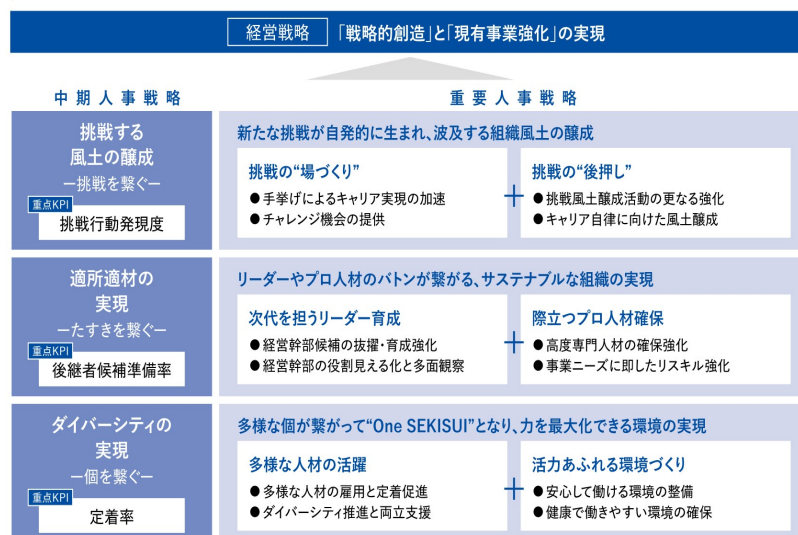 経営戦略 「戦略的創造」と「現有事業強化」の実現
中期人事戦略
重要人事戦略
挑戦する
風土の醸成
ー挑戦を繋ぐー
重点KPI
挑戦行動発現度
新たな挑戦が自発的に生まれ、波及する組織風土の醸成
挑戦の“場づくり”
●手挙げによるキャリア実現の加速
●チャレンジ機会の提供
+
挑戦の“後押し”
●挑戦風土醸成活動の更なる強化
●キャリア自律に向けた風土醸成
適所適材の
実現
ーたすきを繋ぐー
重点KPI
後継者候補準備率
リーダーやプロ人材のバトンが繋がる、サステナブルな組織の実現
次代を担うリーダー育成
●経営幹部候補の抜擢・育成強化
●経営幹部の役割見える化と多面観察
+
際立つプロ人材確保
●高度専門人材の確保強化
●事業ニーズに即したリスキル強化
ダイバーシティの
実現
ー個を繋ぐー
重点KPI
定着率
多様な個が繋がって“One SEKISUI”となり、力を最大化できる環境の実現
多様な人材の活躍
●多様な人材の雇用と定着促進
●ダイバーシティ推進と両立支援
+
活力あふれる環境づくり
●安心して働ける環境の整備
●健康で働きやすい環境の確保